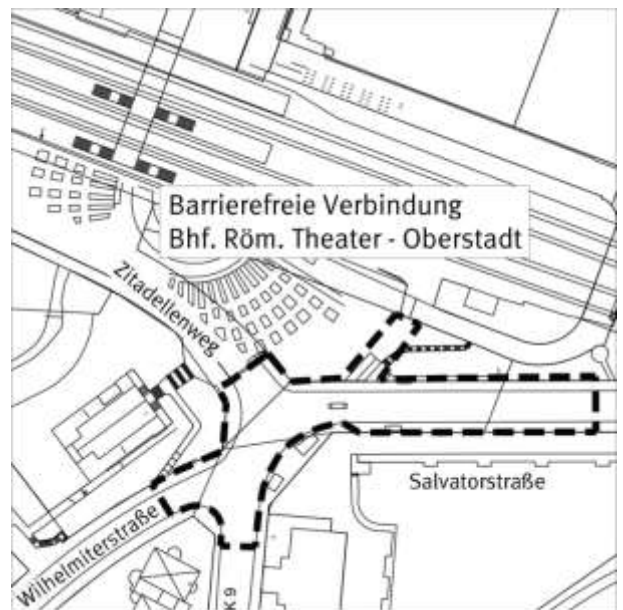 Barrierefreie Verbindung
Bhf. Röm. Theater - Oberstadt
Zitadellenweg
Salvatorstraße
Wilhelmiterstraße
K 9